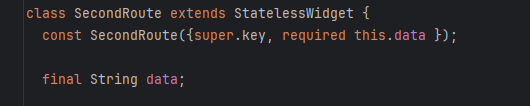 class SecondRoute extends StatelessWidget {
const SecondRoute({super.key, required this.data });
final String data;